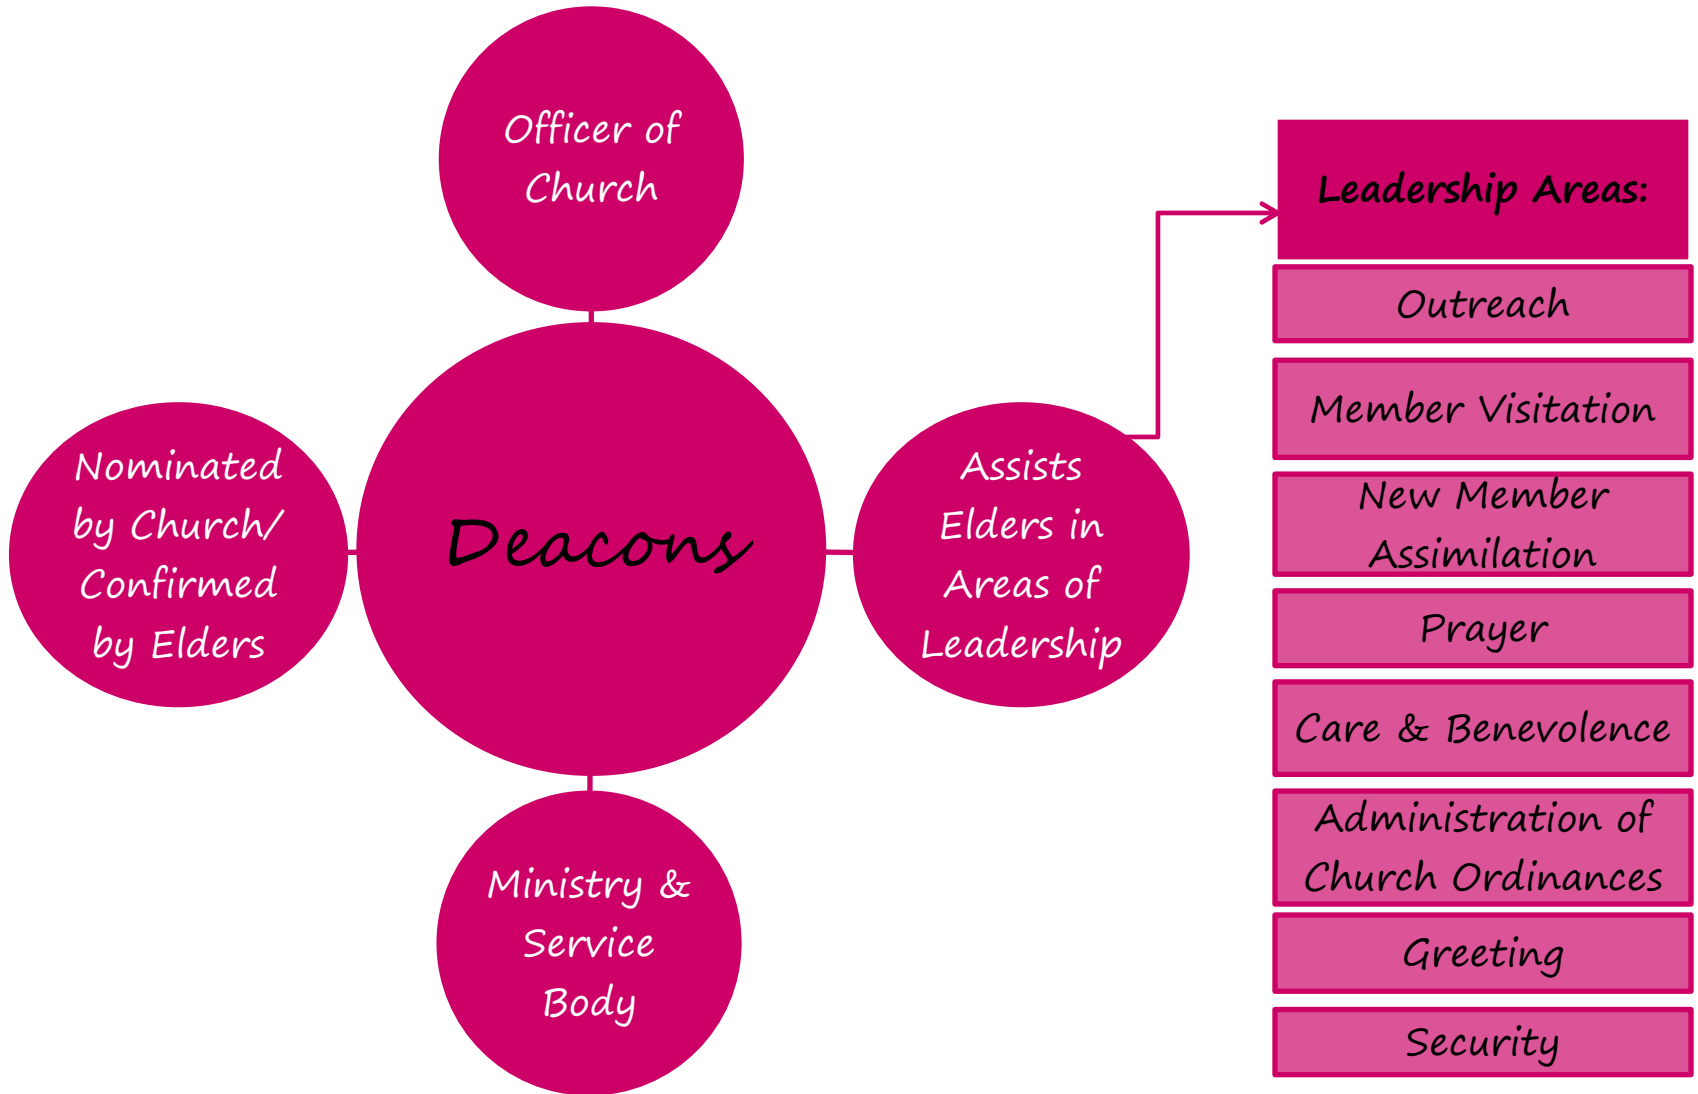 Officer of
Church
Nominated
by Church/
Confirmed
by Elders
Deacons
Assists
Elders in
Areas of
Leadership
Ministry &
Service
Body
Leadership Areas:
Outreach
Member Visitation
New Member
Assimilation
Prayer
Care & Benevolence
Administration of
Church Ordinances
Greeting
Security